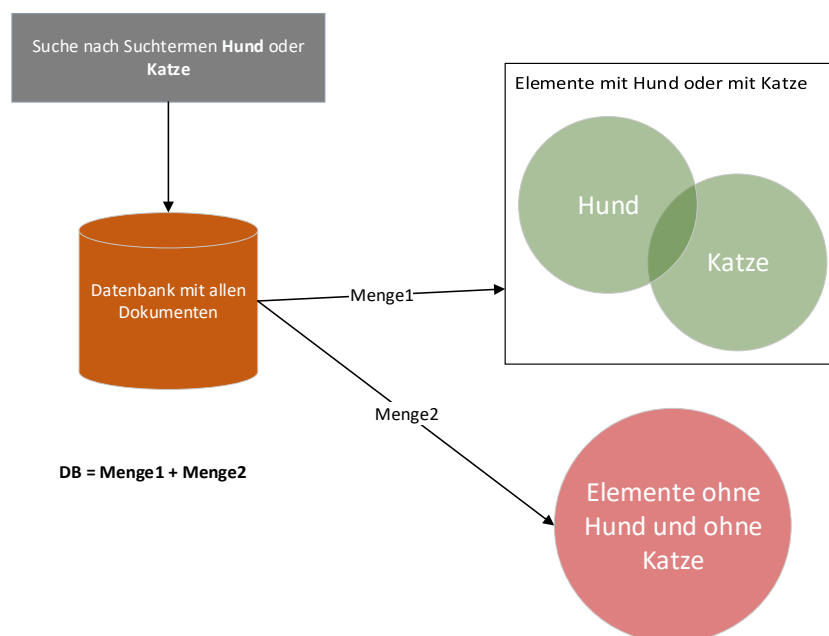 Suche nach Suchtermen Hund oder
Katze
Elemente mit Hund oder mit Katze
Hund
Katze
Datenbank mit allen
Dokumenten
Menge1
Menge2
DB = Menge1 + Menge2
Elemente ohne
Hund und ohne
Katze